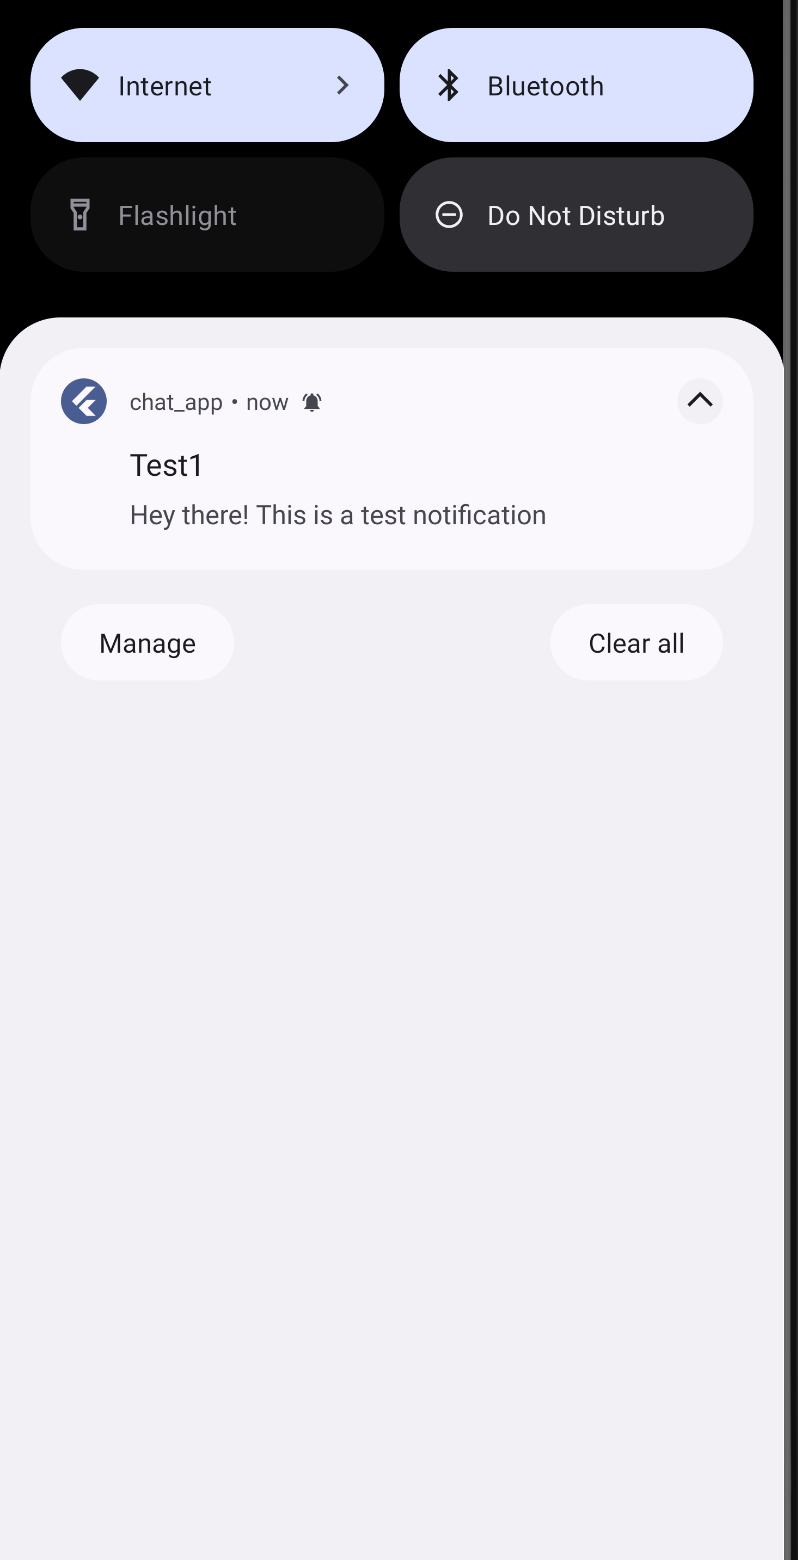 Internet
Bluetooth
Flashlight
Do Not Disturb
chat_app • now
Test1
Hey there! This is a test notification
Manage
Clear all